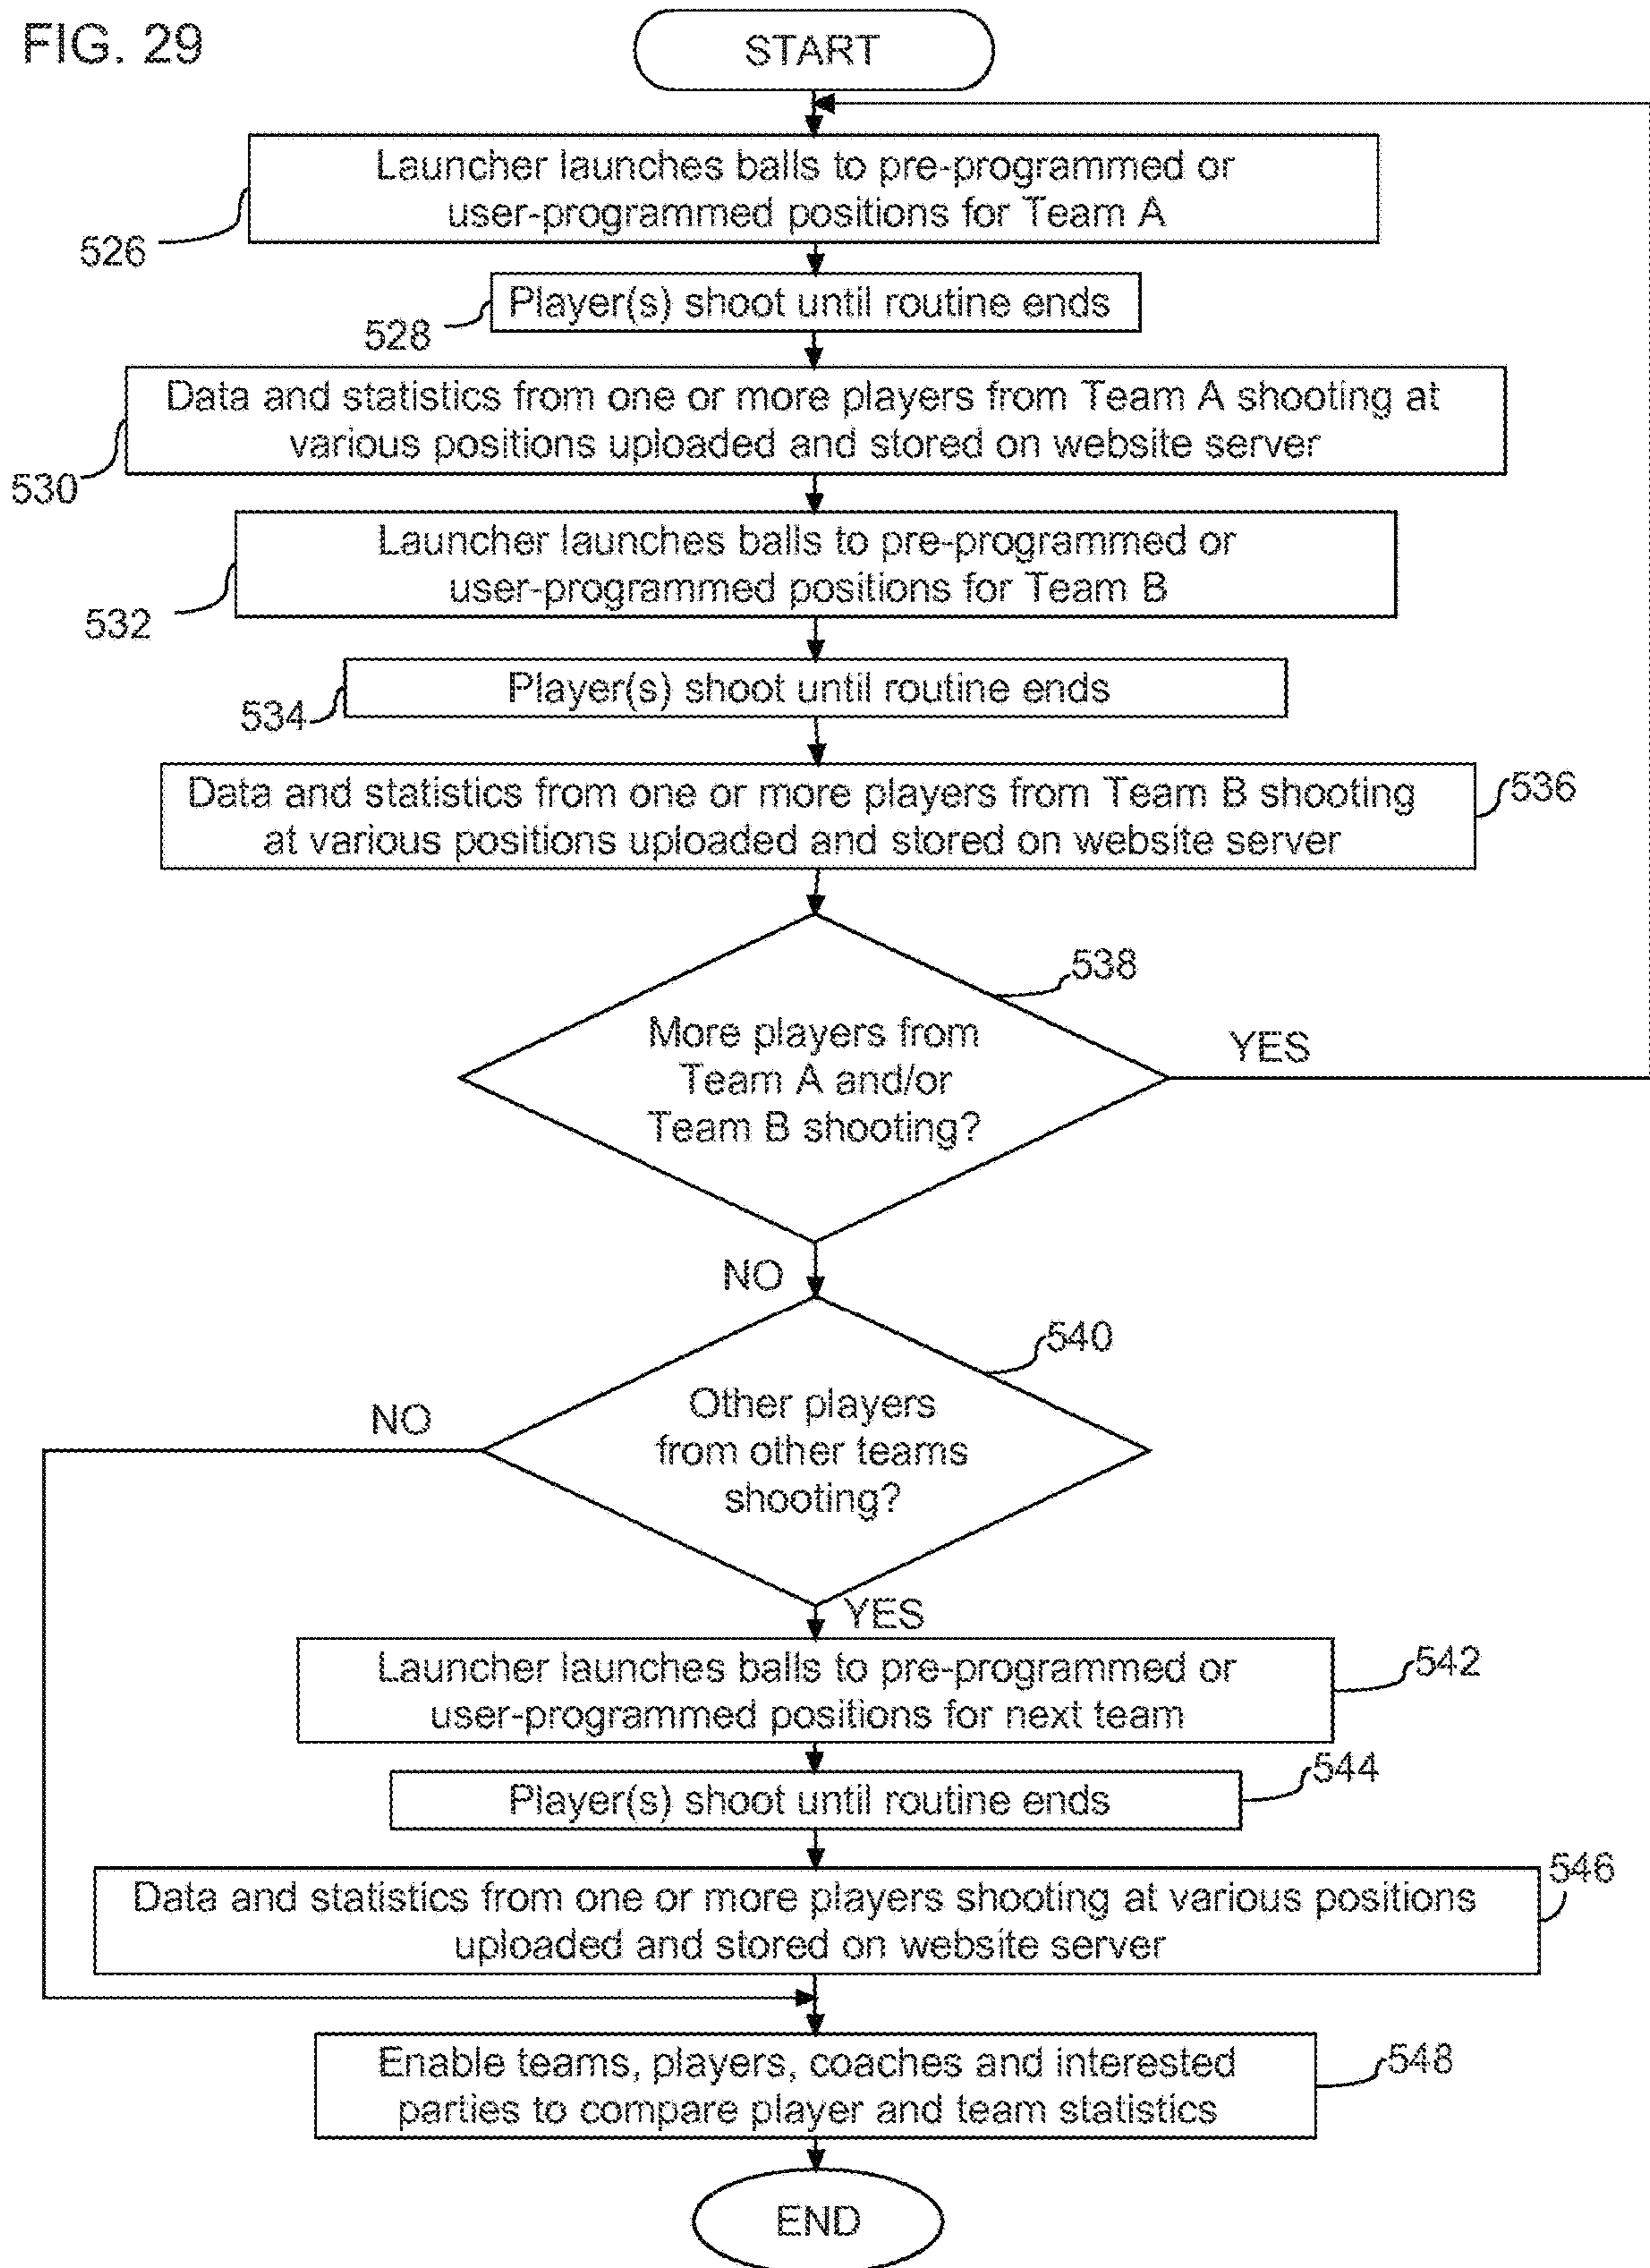 FIG. 29
START
Launcher launches balls to pre-programmed or
user-programmed positions for Team A
526
Player(s) shoot until routine ends
528
Data and statistics from one or more players from Team A shooting at
various positions uploaded and stored on website server
530
Launcher launches balls to pre-programmed or
user-programmed positions for Team B
532
Player(s) shoot until routine ends
534
Data and statistics from one or more players from Team B shooting
at various positions uploaded and stored on website server
536
538
More players from
Team A and/or
Team B shooting?
YES
NO
540
Other players
from other teams
shooting?
NO
YES
Launcher launches balls to pre-programmed or
user-programmed positions for next team
542
Player(s) shoot until routine ends
544
Data and statistics from one or more players shooting at various positions
uploaded and stored on website server
546
Enable teams, players, coaches and interested
parties to compare player and team statistics
548
END